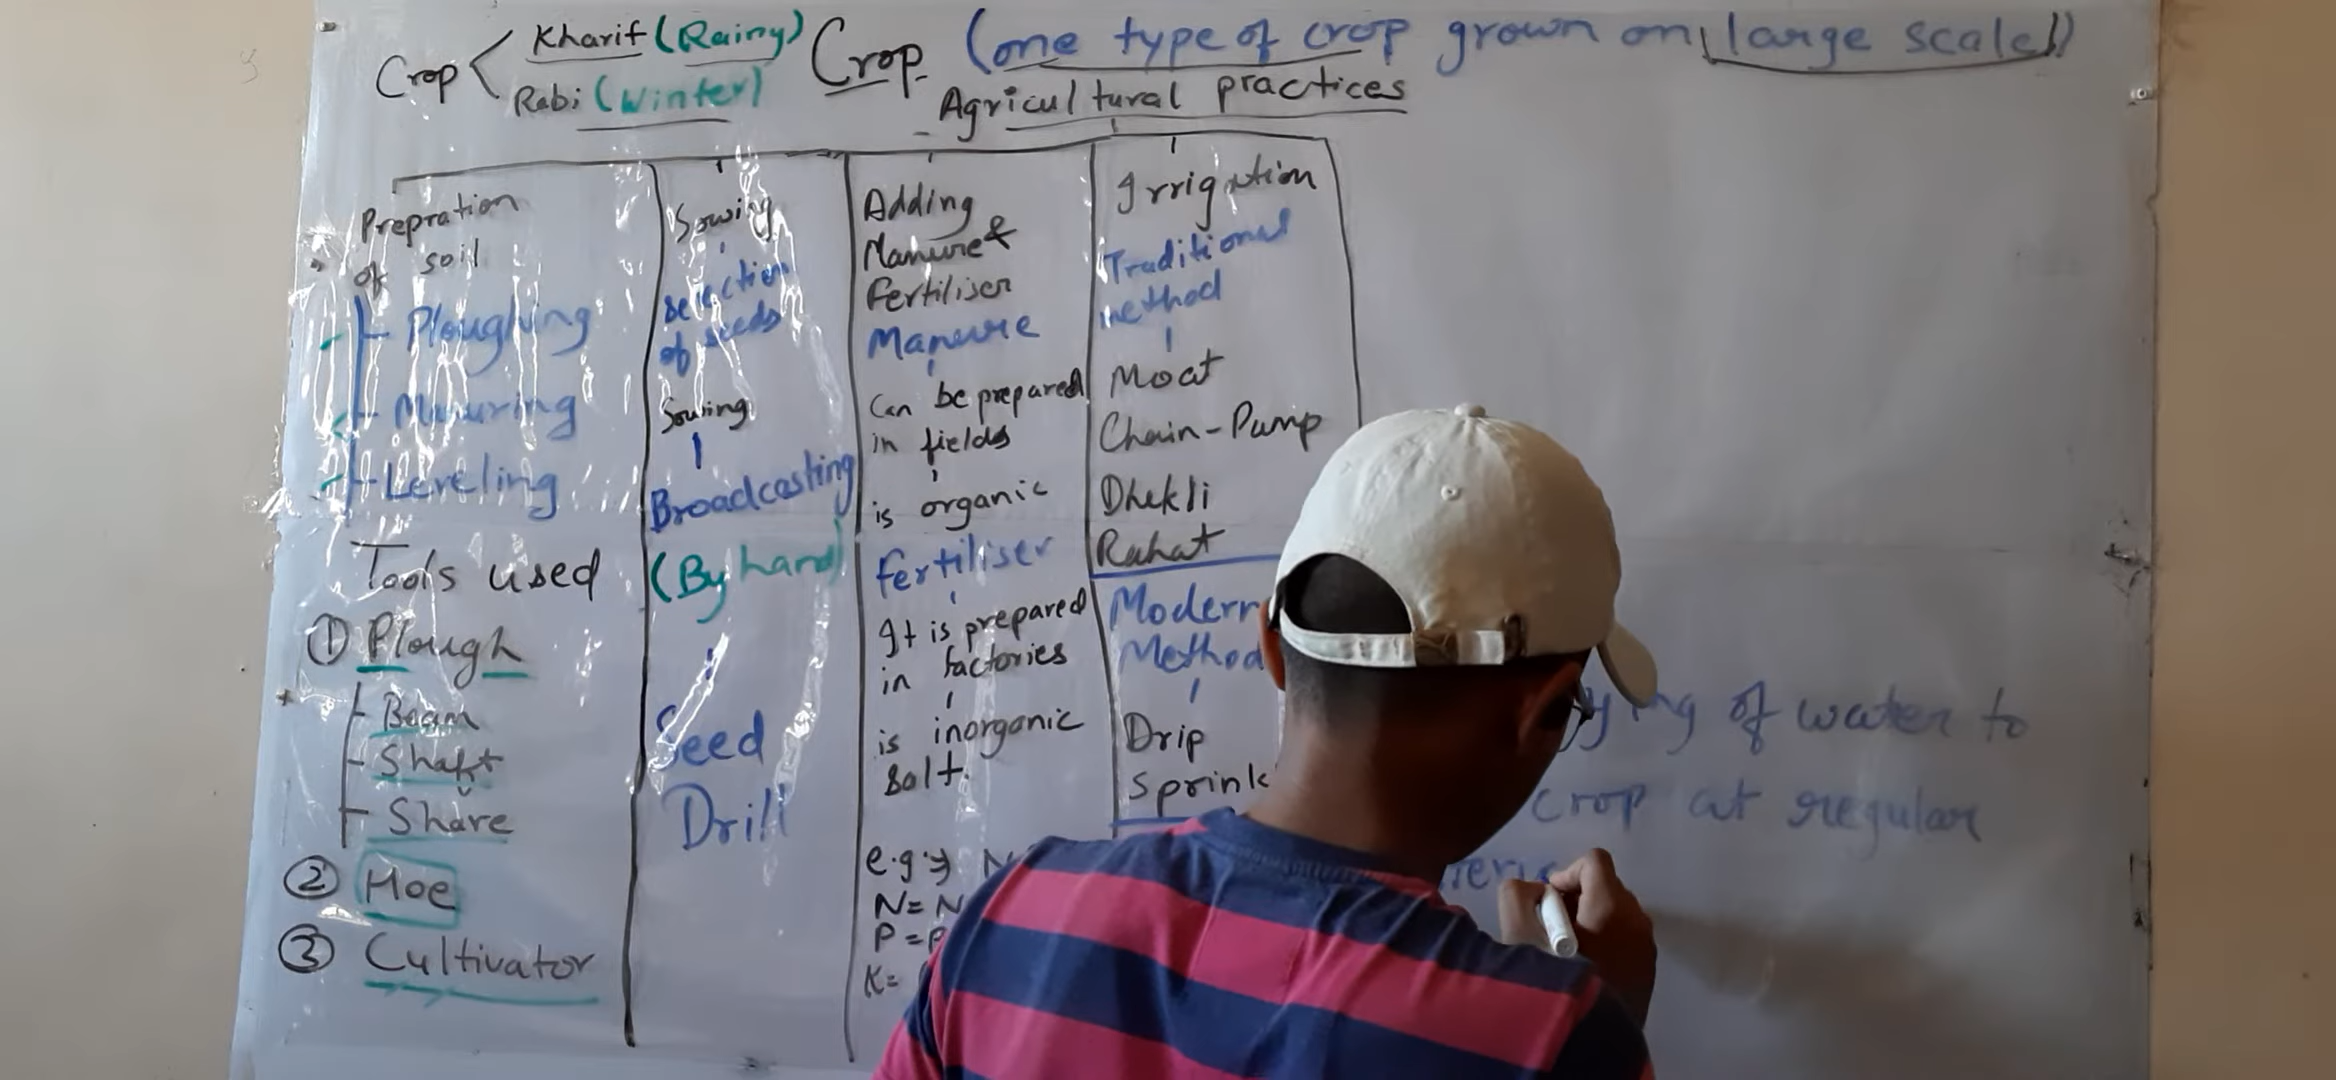 Crop
Kharif (Rainy)
Rabi (Winter)
Crop (one type of crop grown on large scale)
Agricultural practices
Prepration
of soil
Ploughing
Manuring
Leveling
Tools used
① Plough
Beam
Shaft
Share
② Hoe
③ Cultivator
Sowing
selection
of seeds
Sowing
Broadcasting
(By hand)
Seed
Drill
Adding
Manure &
Fertiliser
Manure
Can be prepared
in fields
is organic
fertiliser
It is prepared
in factories
is inorganic
salt.
e.g:→ N
N= N
P = P
K=
Irrigation
Traditional
method
Moat
Chain-Pump
Dhekli
Rahat
Modern
Method
Drip
Sprink
ying of water to
crop at regular